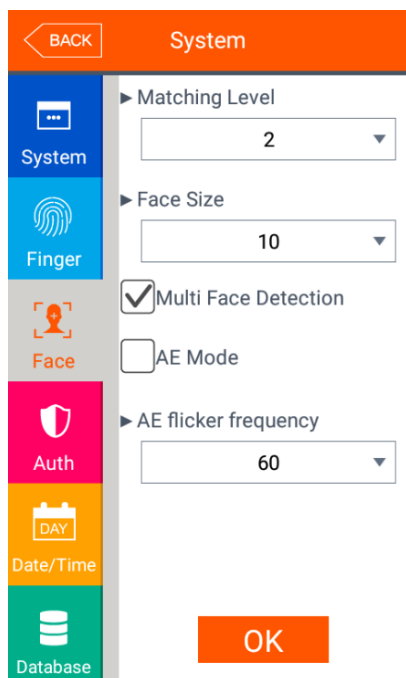 BACK
System
System
Finger
Face
Auth
DAY
Date/Time
Database
► Matching Level
2
► Face Size
10
Multi Face Detection
AE Mode
► AE flicker frequency
60
OK